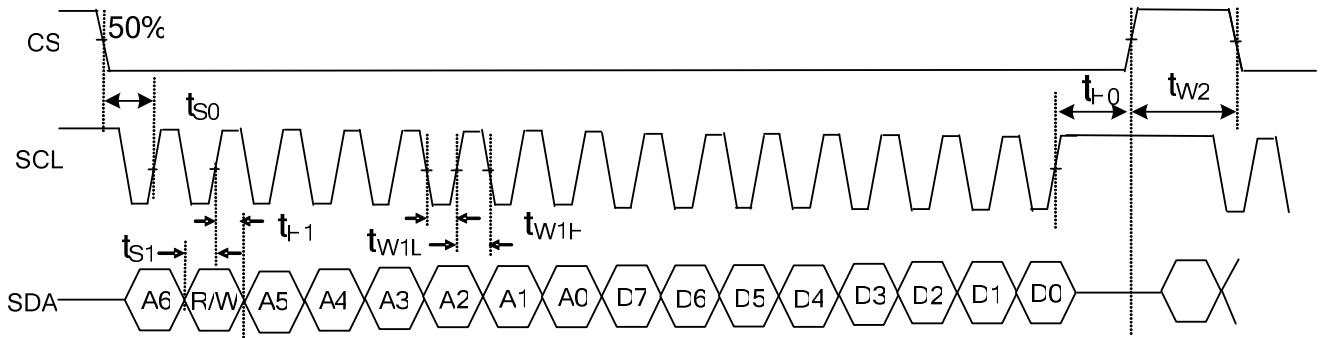 CS
50%
tS0
tH0
tW2
SCL
tS1
tH1
tW1L
tW1H
SDA
A6
R/W
A5
A4
A3
A2
A1
A0
D7
D6
D5
D4
D3
D2
D1
D0